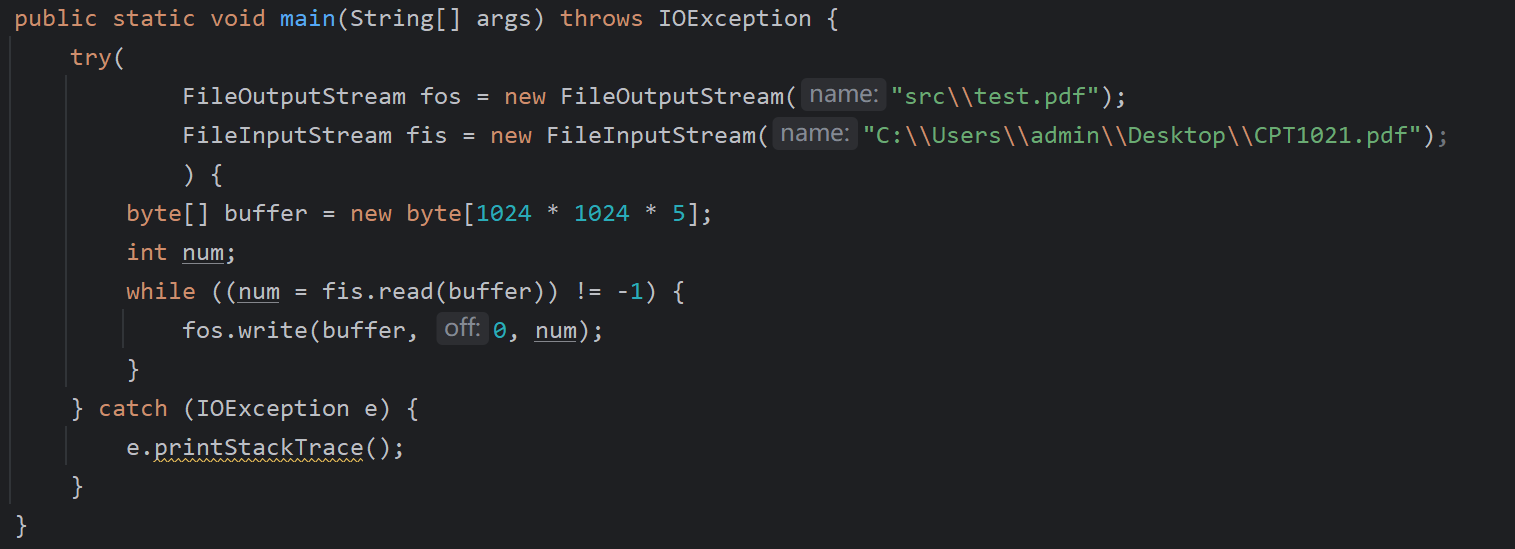 public static void main(String[] args) throws IOException {
try(
FileOutputStream fos = new FileOutputStream( name: "src\\test.pdf");
FileInputStream fis = new FileInputStream( name: "C:\\Users\\admin\\Desktop\\CPT1021.pdf");
) {
byte[] buffer = new byte[1024 * 1024 * 5];
int num;
while ((num = fis.read(buffer)) != -1) {
fos.write(buffer, off: 0, num);
}
} catch (IOException e) {
e.printStackTrace();
}
}